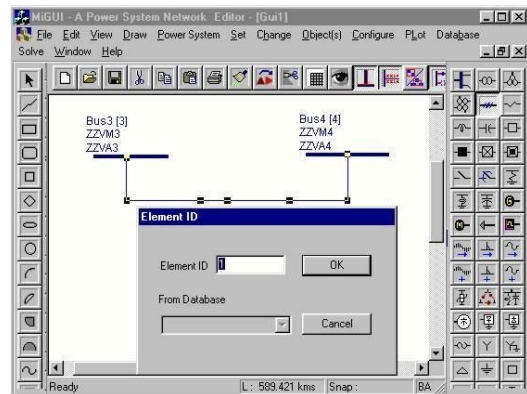 MiGUI - A Power System Network Editor - [Gui1]
File Edit View Draw Power System Set Change Object(s) Configure PLot Database
Solve Window Help
Bus3 [3]
ZZVM3
ZZVA3
Bus4 [4]
ZZVM4
ZZVA4
Element ID
Element ID 1 OK
From Database
Cancel
Ready L : 589.421 kms Snap : BA